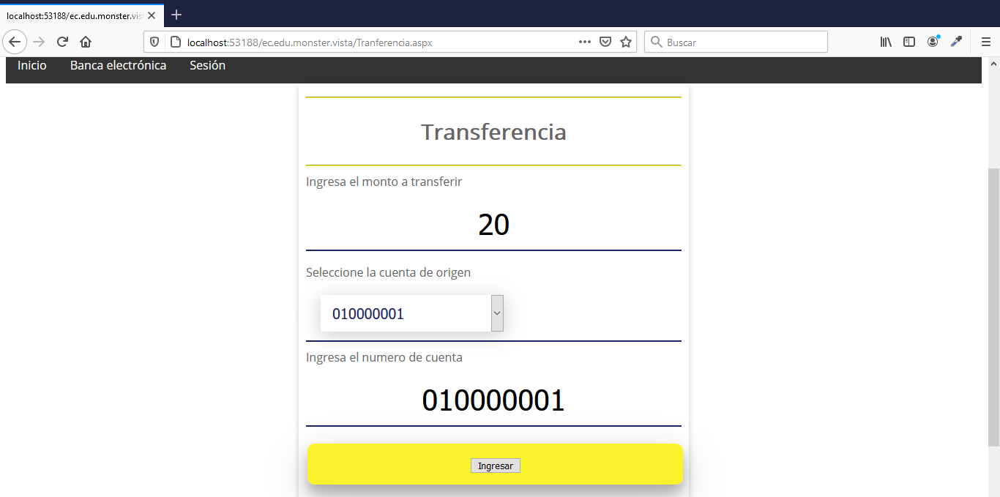 localhost:53188/ec.edu.monster.vis
localhost:53188/ec.edu.monster.vista/Tranferencia.aspx
Buscar
Inicio Banca electrónica Sesión
Transferencia
Ingresa el monto a transferir
20
Seleccione la cuenta de origen
010000001
Ingresa el numero de cuenta
010000001
Ingresar